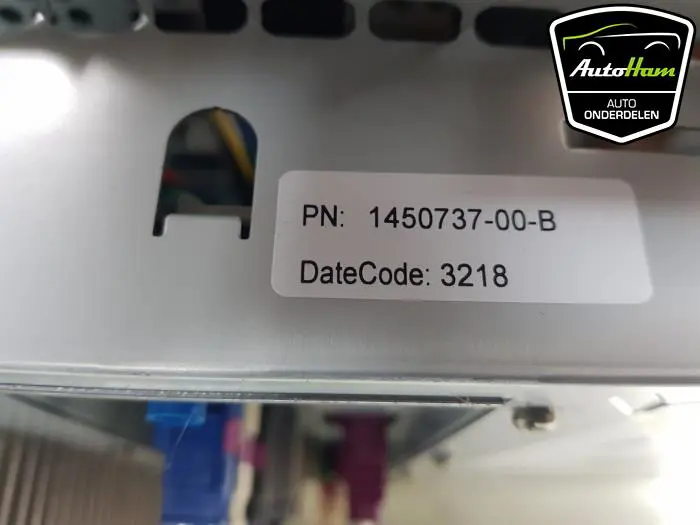 AutoHam
AUTO
ONDERDELEN
PN: 1450737-00-B
DateCode: 3218